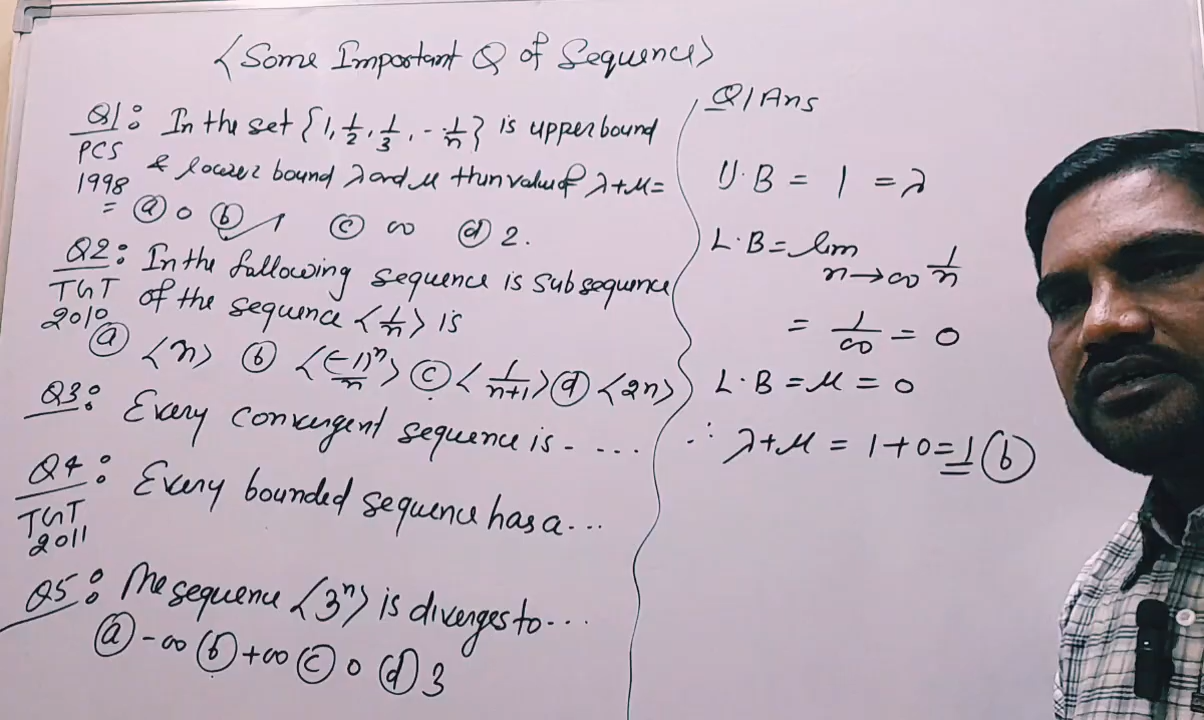 <Some Important Q of Sequence>
Q1: In the set {1, 1/2, 1/3, - - 1/n} is upper bound
PCS 1998 & lower bound λ and μ then value of λ+μ=
= (a) 0 (b) 1 (c) ∞ (d) 2.
Q2: In the following sequence is subsequence
TGT 2010 of the sequence <1/n> is
(a) <n> (b) <(-1)^n/n> (c) <1/n+1> (d) <2n>
Q3: Every convergent sequence is - - - - .
Q4: Every bounded sequence has a - - -
TGT
2011
Q5: The sequence <3^n> is diverges to - - -
(a) -∞ (b) +∞ (c) 0 (d) 3
Q1 Ans
U.B = 1 = λ
L.B = lim n→∞ 1/n
= 1/∞ = 0
L.B = μ = 0
∴ λ+μ = 1+0=1 (b)